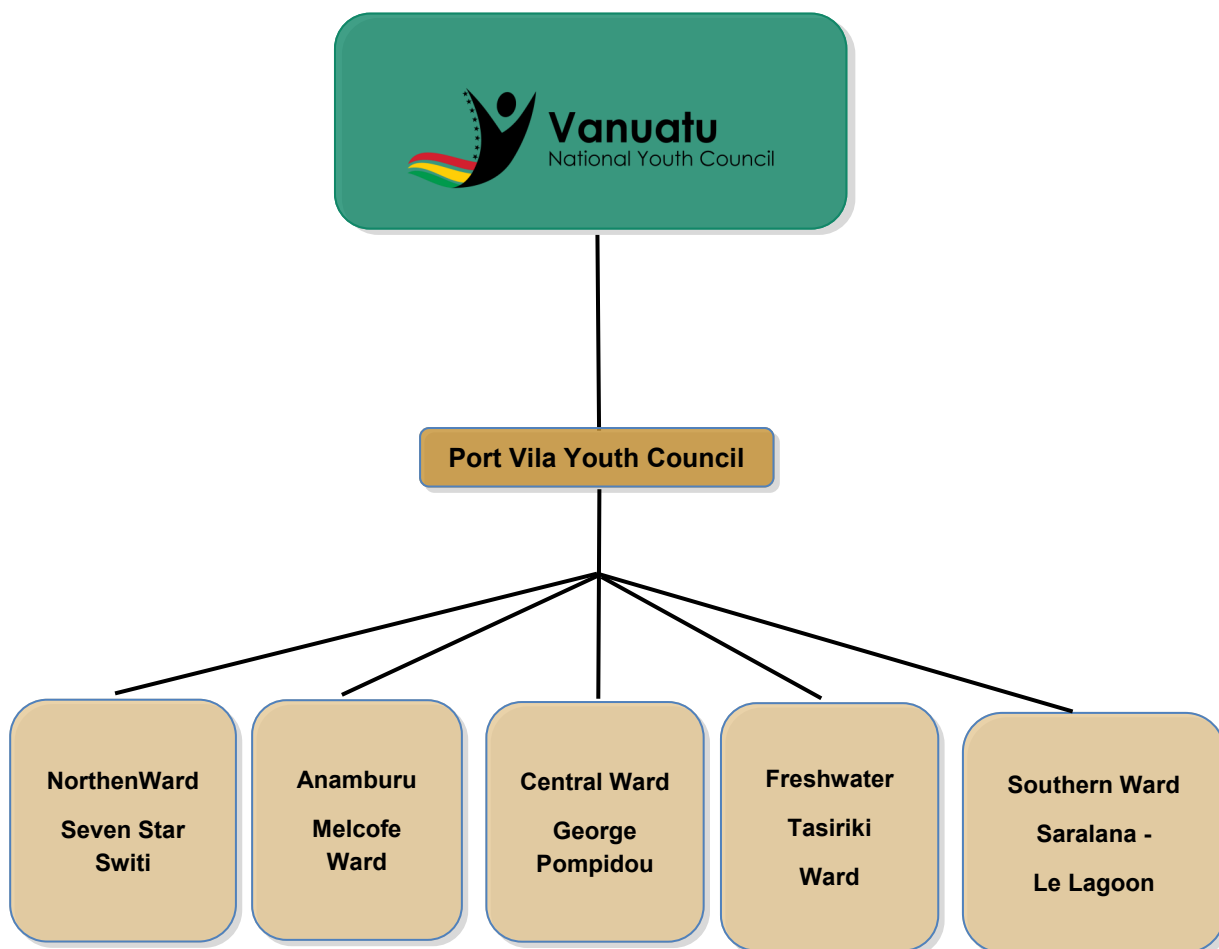 Vanuatu
National Youth Council
Port Vila Youth Council
NorthenWard
Seven Star
Switi
Anamburu
Melcofe
Ward
Central Ward
George
Pompidou
Freshwater
Tasiriki
Ward
Southern Ward
Saralana -
Le Lagoon